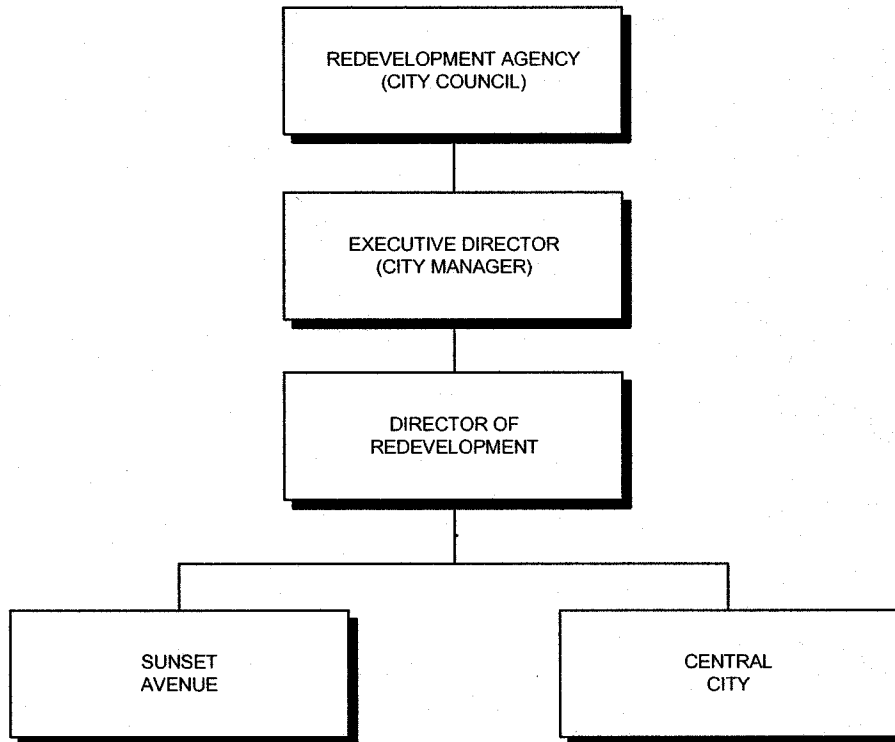 REDEVELOPMENT AGENCY
(CITY COUNCIL)
EXECUTIVE DIRECTOR
(CITY MANAGER)
DIRECTOR OF
REDEVELOPMENT
SUNSET
AVENUE
CENTRAL
CITY